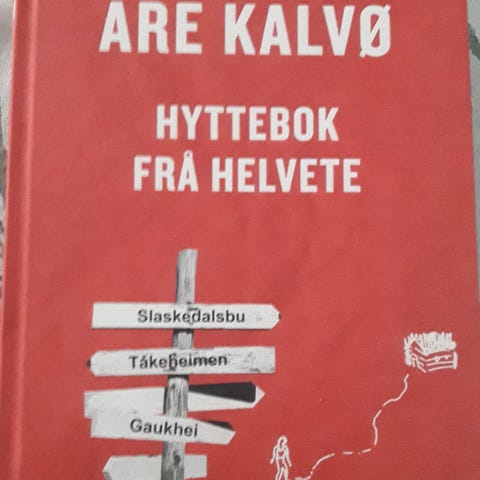 ARE KALVØ
HYTTEBOK
FRÅ HELVETE
Slaskedalsbu
Tåkeheimen
Gaukhei